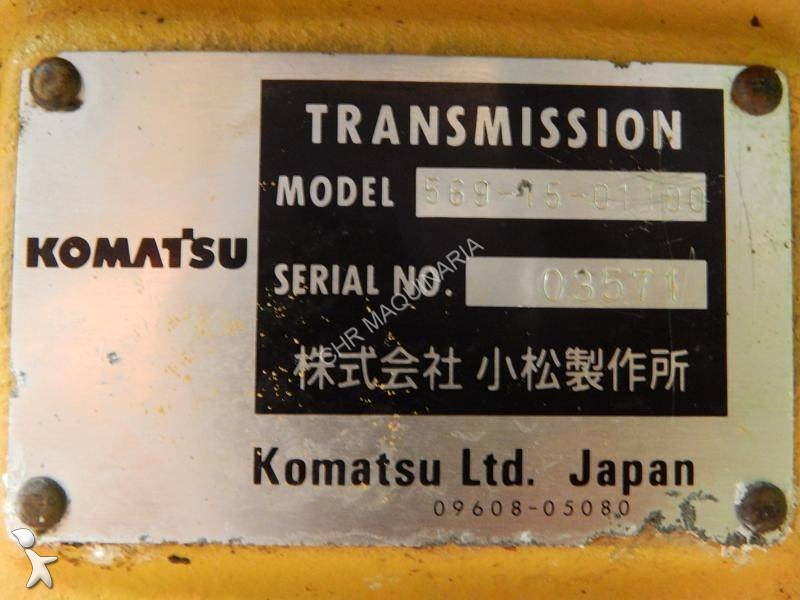 KOMATSU
TRANSMISSION
MODEL 569-15-01100
SERIAL NO. 03571
株式会社 小松製作所
Komatsu Ltd. Japan
09608-05080
CHR MAQUINARIA